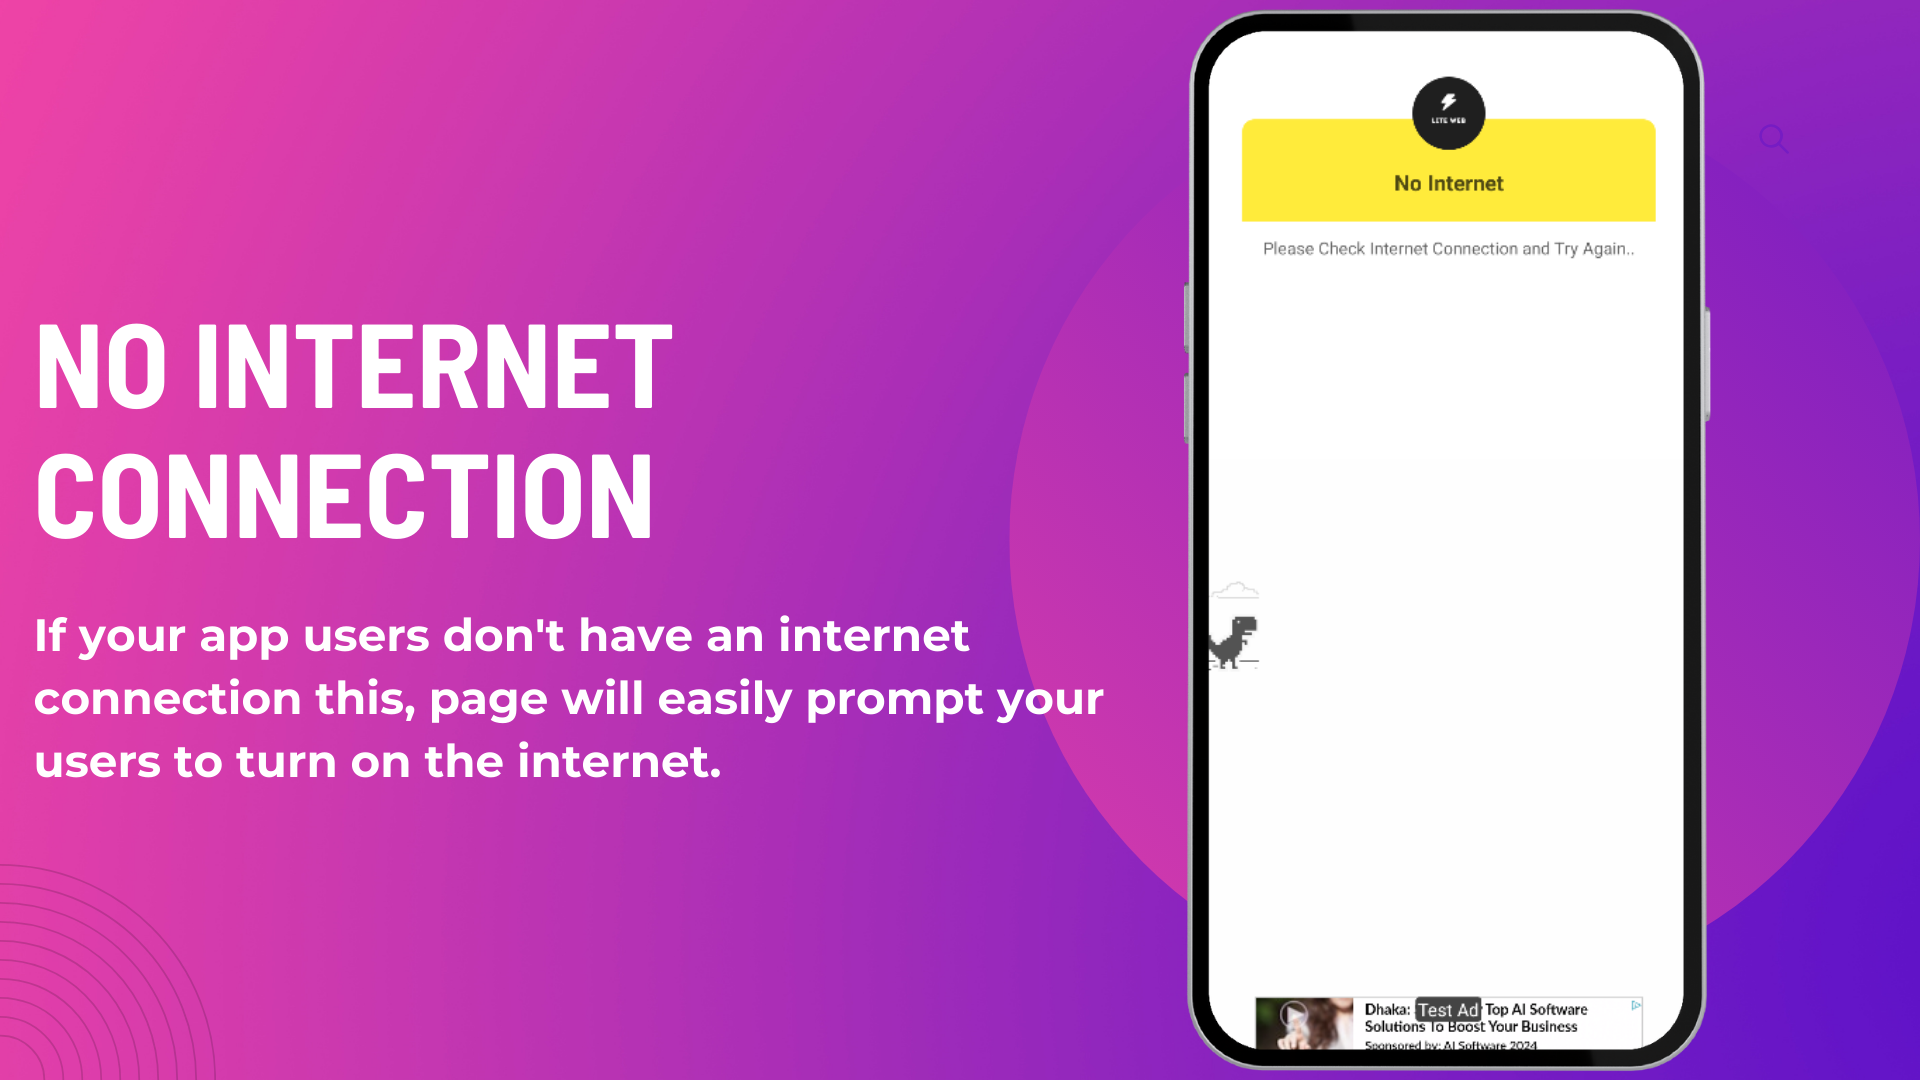 NO INTERNET
CONNECTION
If your app users don't have an internet
connection this, page will easily prompt your
users to turn on the internet.
LITE WEB
No Internet
Please Check Internet Connection and Try Again..
Dhaka: Test Ad Top AI Software
Solutions To Boost Your Business
Sponsored by: AI Software 2024